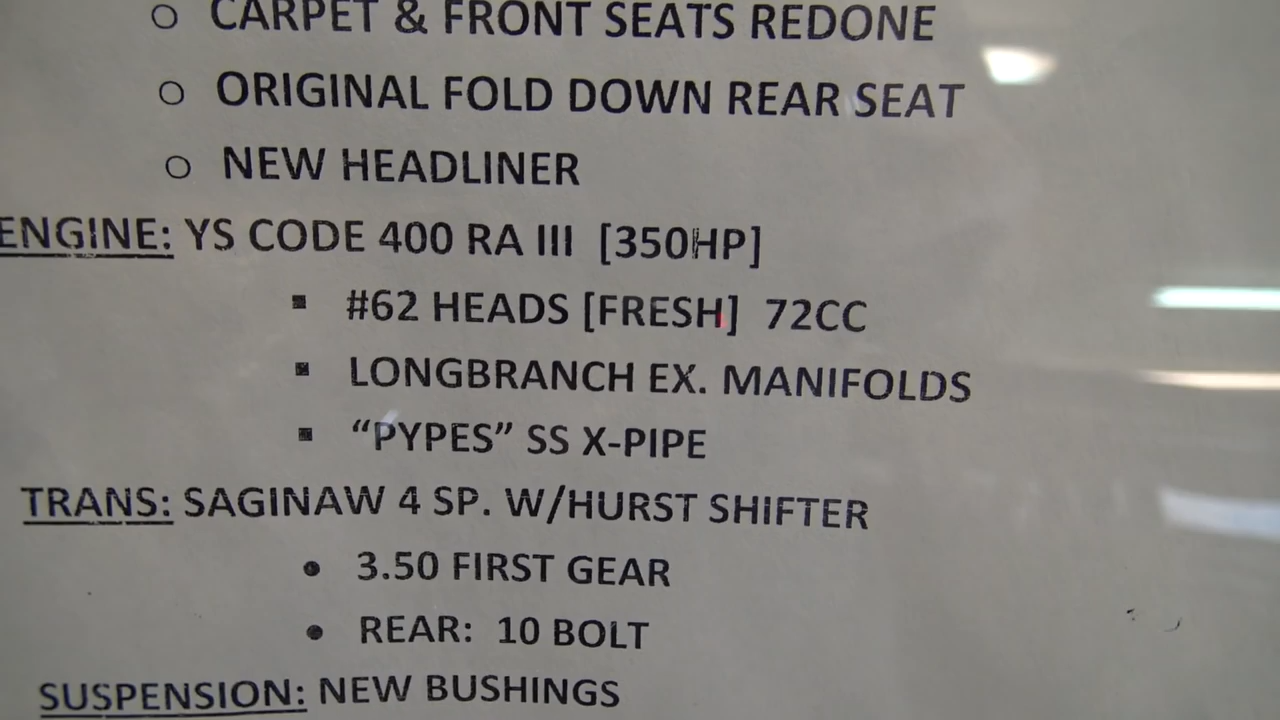 ○ CARPET & FRONT SEATS REDONE
○ ORIGINAL FOLD DOWN REAR SEAT
○ NEW HEADLINER
ENGINE: YS CODE 400 RA III [350HP]
▪ #62 HEADS [FRESH] 72CC
▪ LONGBRANCH EX. MANIFOLDS
▪ “PYPES” SS X-PIPE
TRANS: SAGINAW 4 SP. W/HURST SHIFTER
• 3.50 FIRST GEAR
• REAR: 10 BOLT
SUSPENSION: NEW BUSHINGS